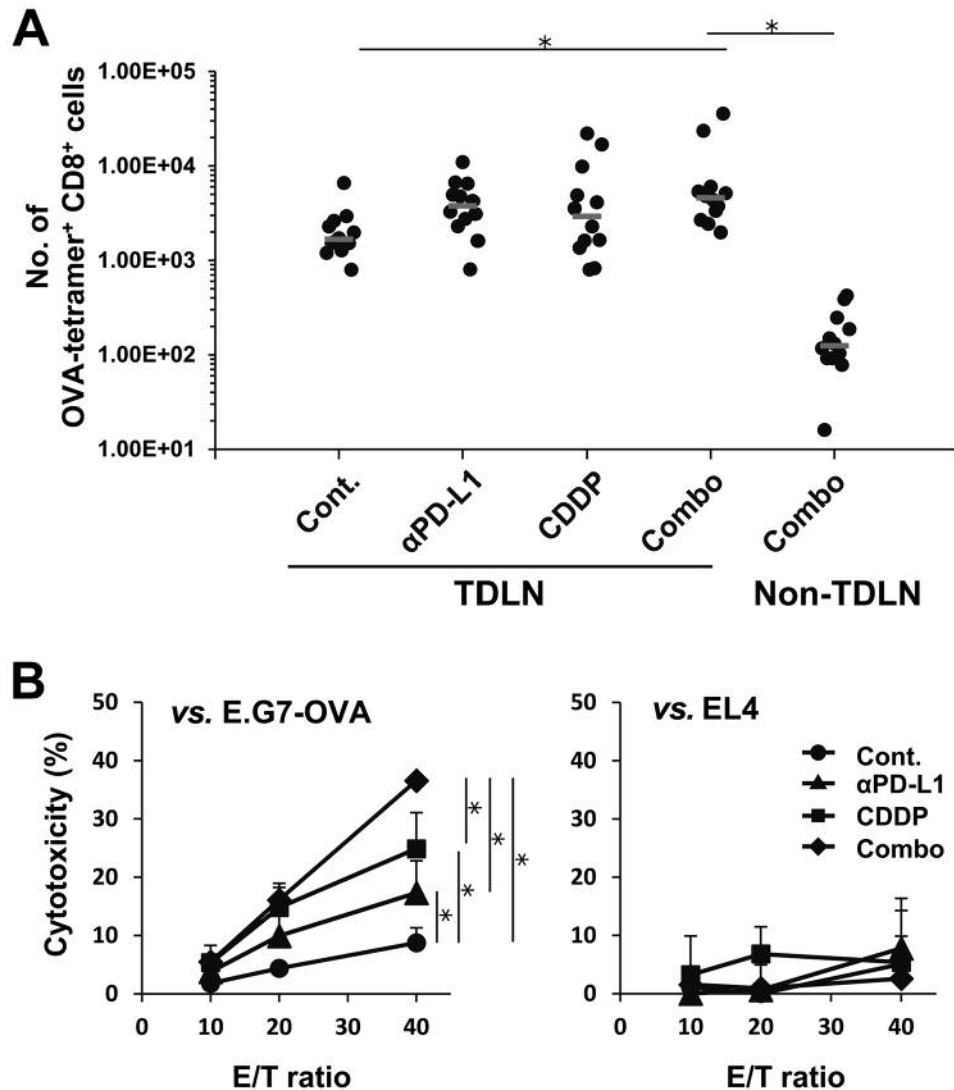 A
*
*
No. of
OVA-tetramer⁺ CD8⁺ cells
1.00E+05
1.00E+04
1.00E+03
1.00E+02
1.00E+01
Cont.
αPD-L1
CDDP
Combo
Combo
TDLN
Non-TDLN
B
Cytotoxicity (%)
vs. E.G7-OVA
50
40
30
20
10
0
0
10
20
30
40
E/T ratio
*
*
*
*
*
vs. EL4
50
40
30
20
10
0
0
10
20
30
40
E/T ratio
Cont.
αPD-L1
CDDP
Combo